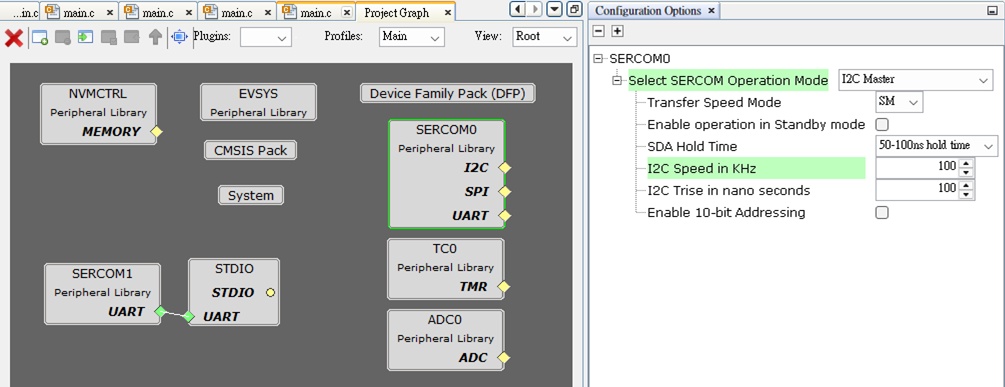 ...in.c
main.c
main.c
main.c
main.c
Project Graph
Plugins:
Profiles:
Main
View:
Root
NVMCTRL
Peripheral Library
MEMORY
EVSYS
Peripheral Library
Device Family Pack (DFP)
CMSIS Pack
System
SERCOM0
Peripheral Library
I2C
SPI
UART
TC0
Peripheral Library
TMR
SERCOM1
Peripheral Library
UART
STDIO
STDIO
UART
ADC0
Peripheral Library
ADC
Configuration Options
SERCOM0
Select SERCOM Operation Mode I2C Master
Transfer Speed Mode SM
Enable operation in Standby mode
SDA Hold Time 50-100ns hold time
I2C Speed in KHz 100
I2C Trise in nano seconds 100
Enable 10-bit Addressing